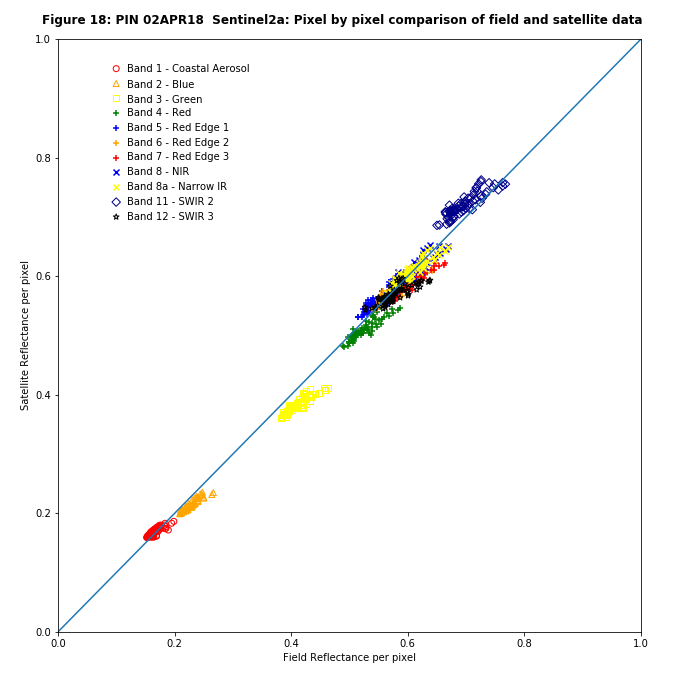 Figure 18: PIN 02APR18  Sentinel2a: Pixel by pixel comparison of field and satellite data
1.0
0.8
0.6
0.4
0.2
0.0
Satellite Reflectance per pixel
Band 1 - Coastal Aerosol
Band 2 - Blue
Band 3 - Green
Band 4 - Red
Band 5 - Red Edge 1
Band 6 - Red Edge 2
Band 7 - Red Edge 3
Band 8 - NIR
Band 8a - Narrow IR
Band 11 - SWIR 2
Band 12 - SWIR 3
0.0 0.2 0.4 0.6 0.8 1.0
Field Reflectance per pixel